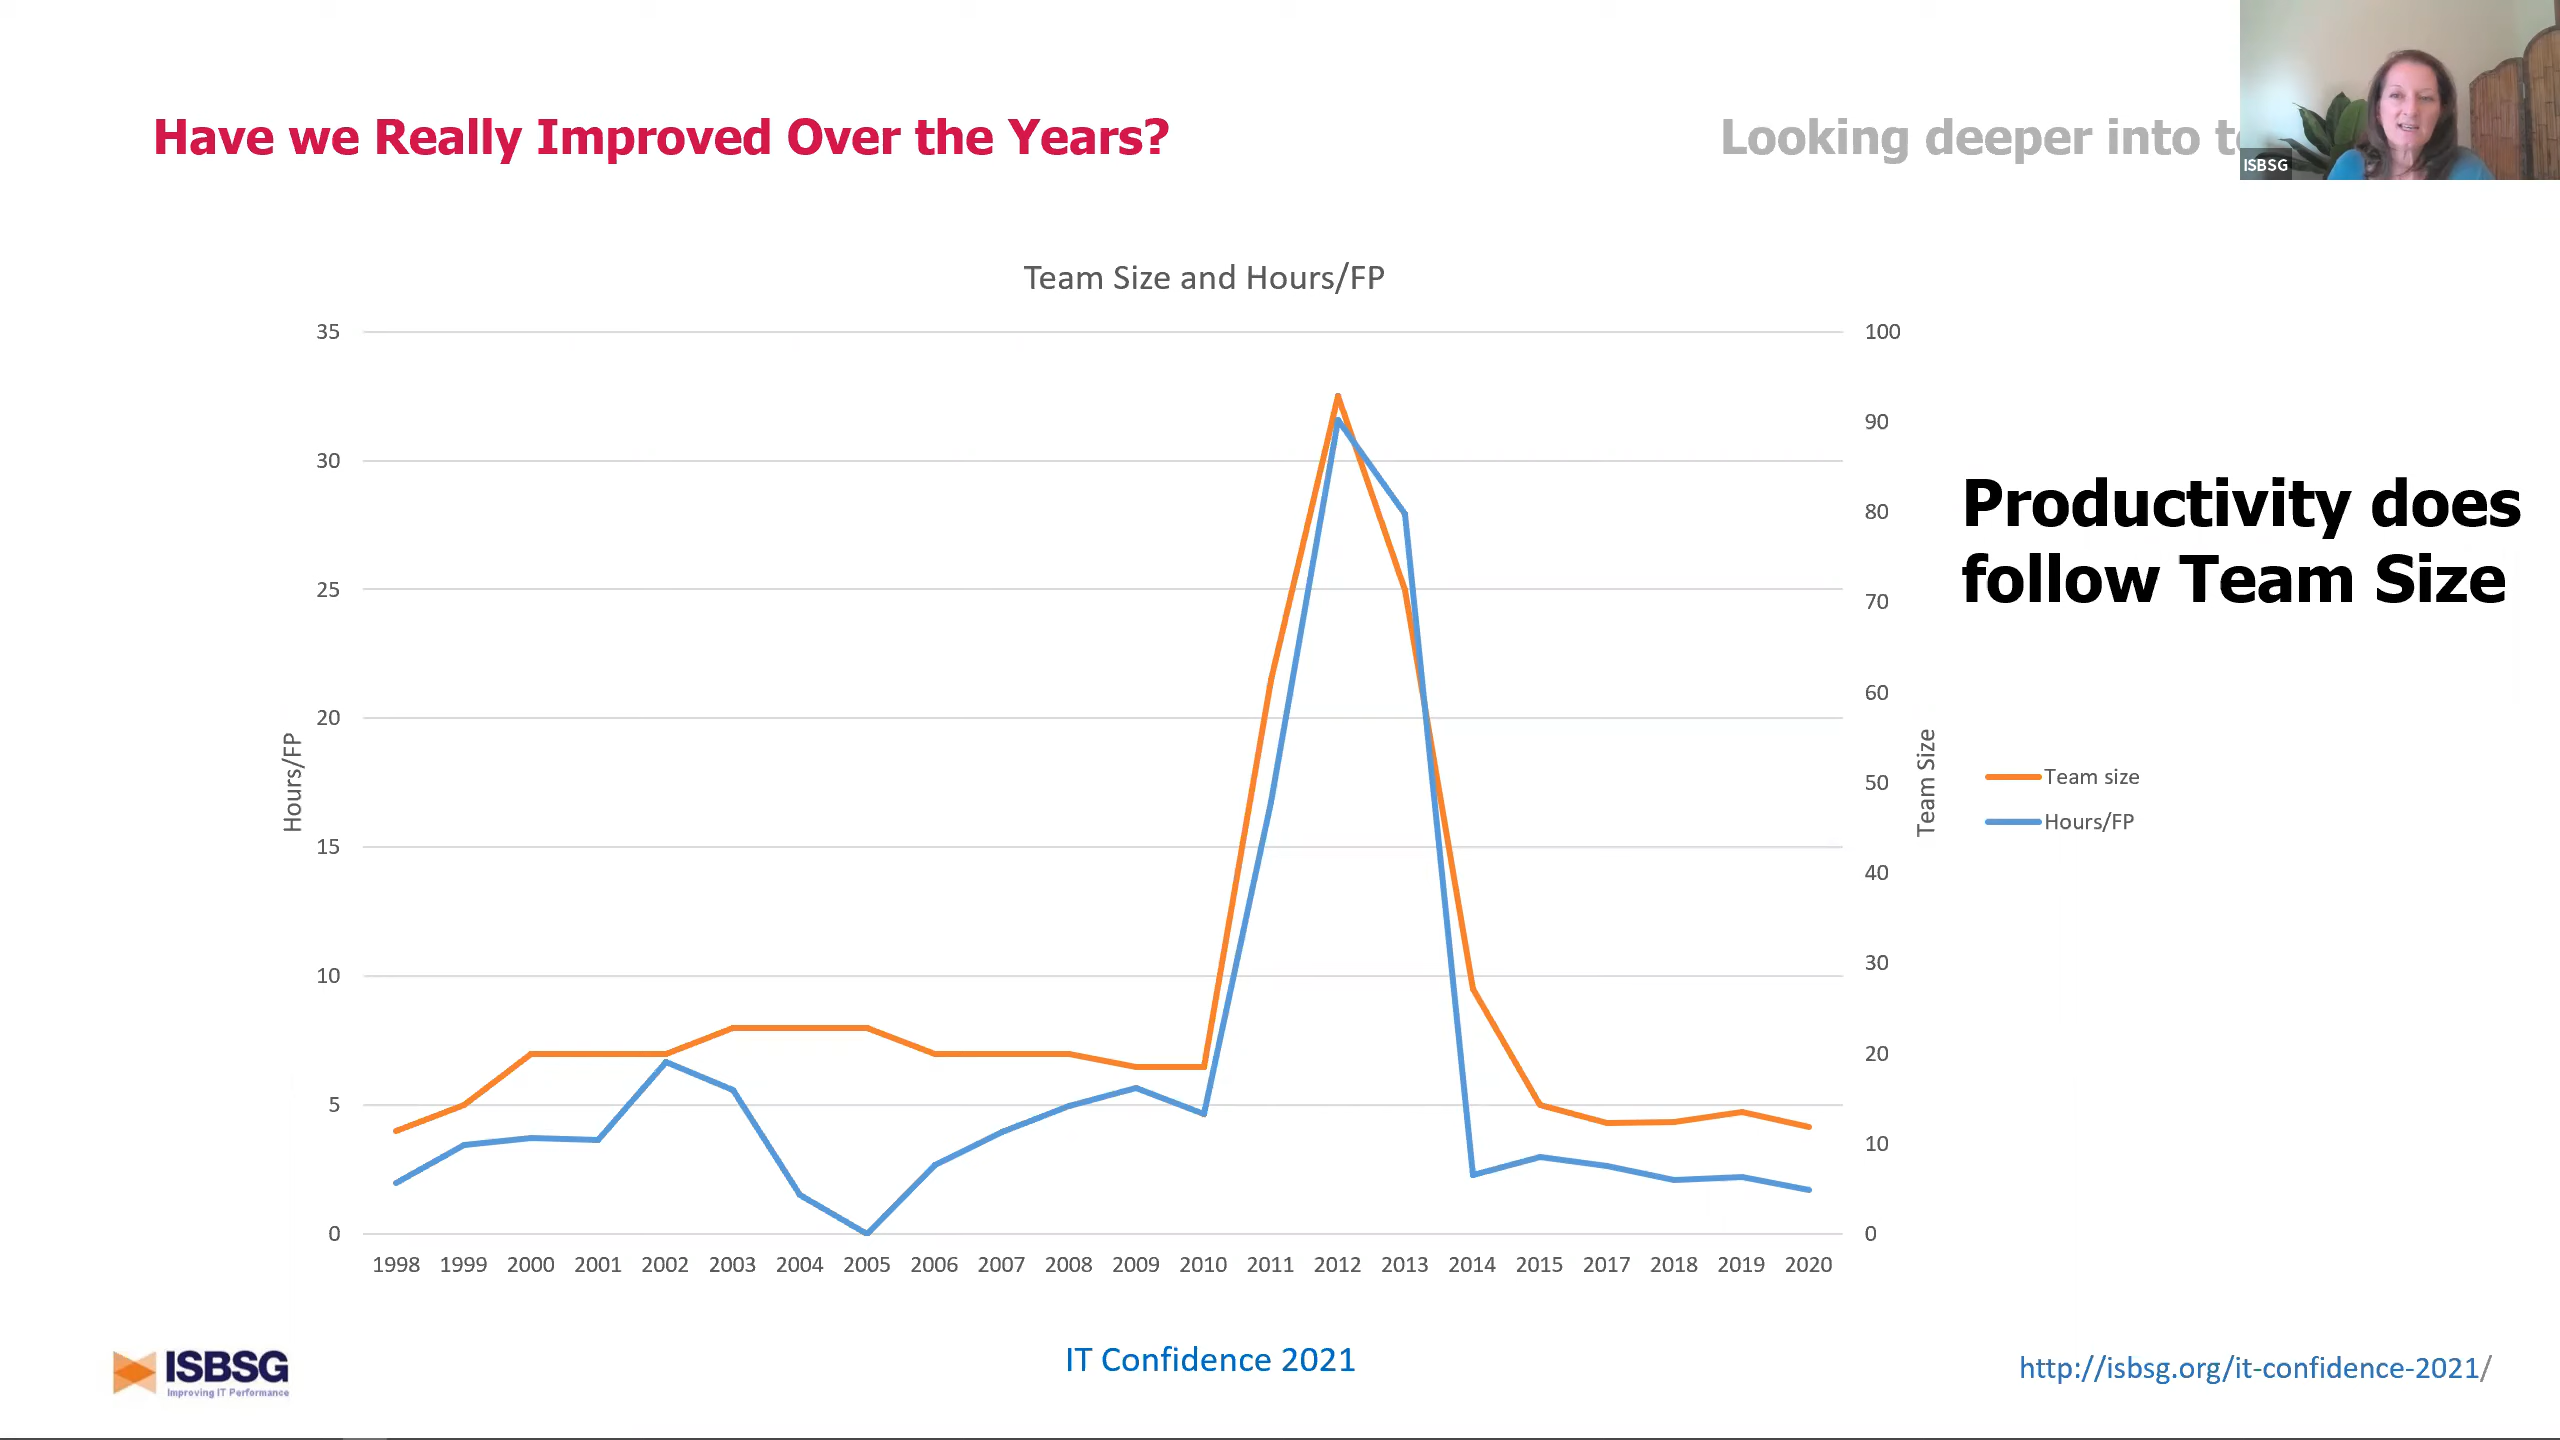 Have we Really Improved Over the Years?
Looking deeper into
ISBSG
Team Size and Hours/FP
35
30
25
20
15
10
5
0
Hours/FP
100
90
80
70
60
50
40
30
20
10
0
Team Size
1998 1999 2000 2001 2002 2003 2004 2005 2006 2007 2008 2009 2010 2011 2012 2013 2014 2015 2017 2018 2019 2020
Productivity does
follow Team Size
Team size
Hours/FP
ISBSG
Improving IT Performance
IT Confidence 2021
http://isbsg.org/it-confidence-2021/